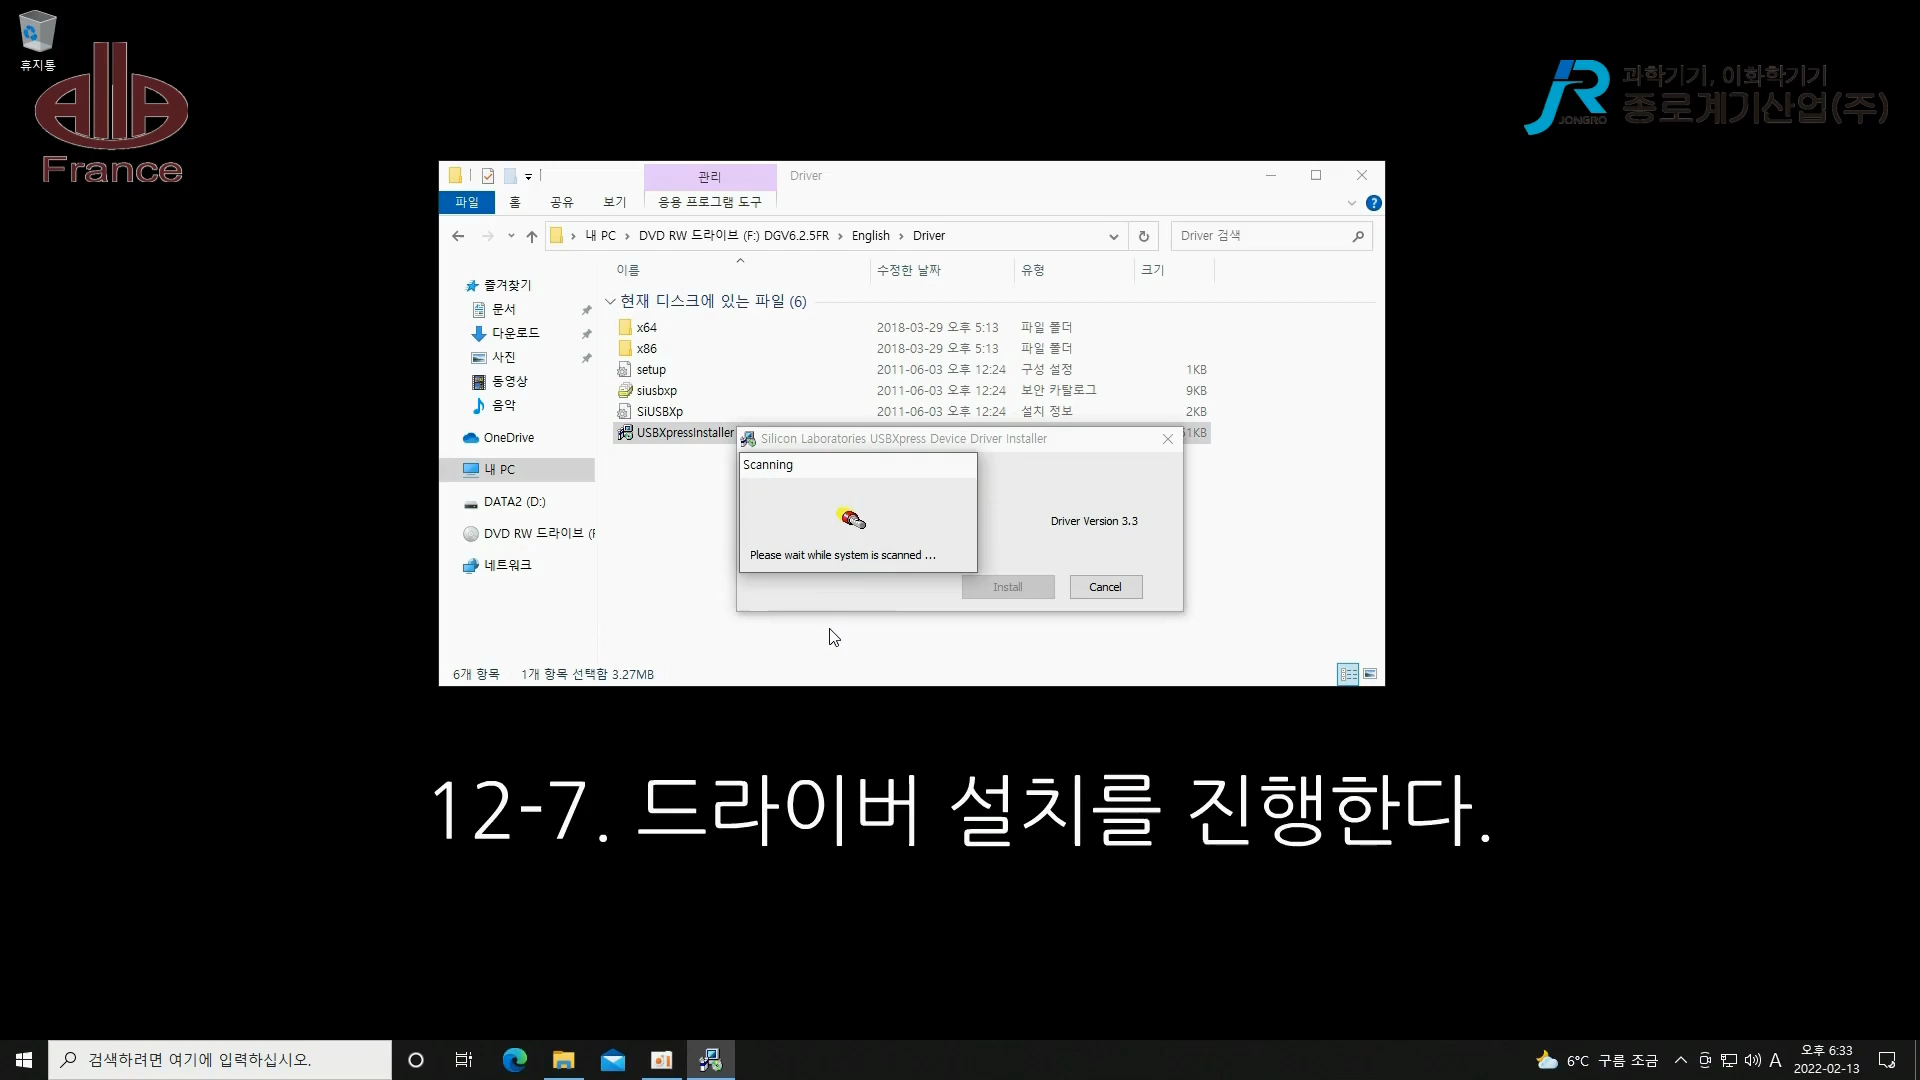 휴지통
France
JONGRO
과학기기, 이화학기기
종로계기산업(주)
관리
Driver
파일
홈
공유
보기
응용 프로그램 도구
내 PC
DVD RW 드라이브 (F:) DGV6.2.5FR
English
Driver
Driver 검색
이름
수정한 날짜
유형
크기
현재 디스크에 있는 파일 (6)
x64 2018-03-29 오후 5:13 파일 폴더
x86 2018-03-29 오후 5:13 파일 폴더
setup 2011-06-03 오후 12:24 구성 설정 1KB
siusbxp 2011-06-03 오후 12:24 보안 카탈로그 9KB
SiUSBXp 2011-06-03 오후 12:24 설치 정보 2KB
USBXpressInstaller
즐겨찾기
문서
다운로드
사진
동영상
음악
OneDrive
내 PC
DATA2 (D:)
DVD RW 드라이브
네트워크
Silicon Laboratories USBXpress Device Driver Installer
Scanning
Please wait while system is scanned ...
Driver Version 3.3
Install
Cancel
6개 항목
1개 항목 선택함 3.27MB
12-7. 드라이버 설치를 진행한다.
검색하려면 여기에 입력하십시오.
6°C 구름 조금
A
오후 6:33
2022-02-13